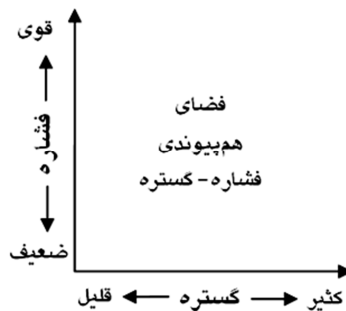 قوی
فشاره
ضعیف
فضای
هم‌پیوندی
فشاره - گستره
کثیر
گستره
قلیل